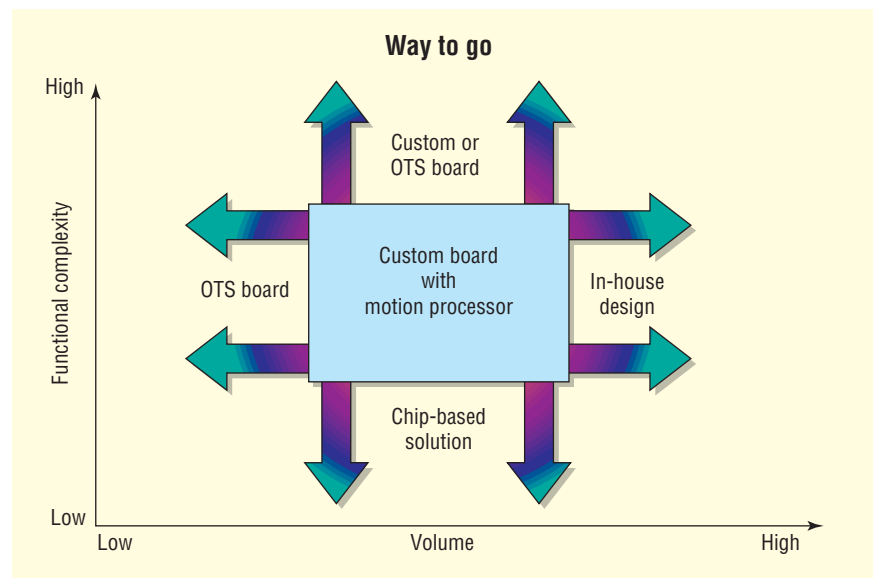 Way to go
High
Custom or
OTS board
Functional complexity
Custom board
with
motion processor
OTS board
In-house
design
Chip-based
solution
Low
Low
Volume
High